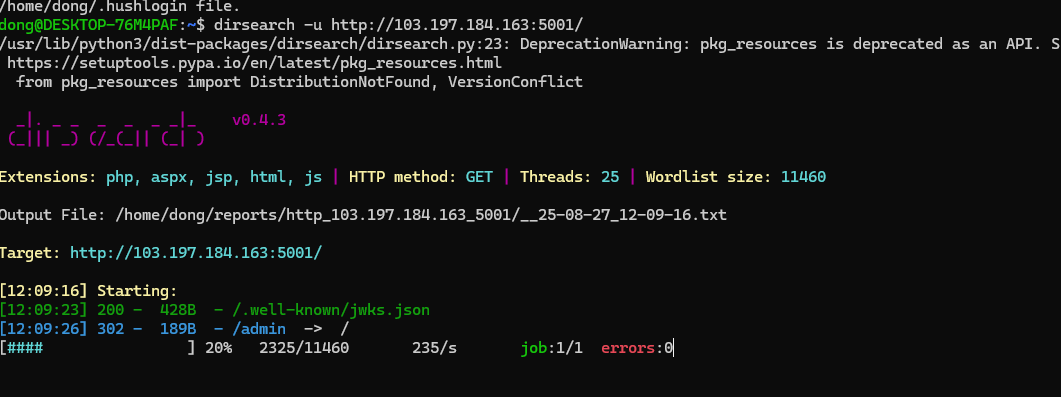 /home/dong/.hushlogin file.
dong@DESKTOP-76M4PAF:~$ dirsearch -u http://103.197.184.163:5001/
/usr/lib/python3/dist-packages/dirsearch/dirsearch.py:23: DeprecationWarning: pkg_resources is deprecated as an API. S
https://setuptools.pypa.io/en/latest/pkg_resources.html
from pkg_resources import DistributionNotFound, VersionConflict
_|. _ _  _  _  _ _|_    v0.4.3
(_||| _) (/_(_|| (_| )
Extensions: php, aspx, jsp, html, js | HTTP method: GET | Threads: 25 | Wordlist size: 11460
Output File: /home/dong/reports/http_103.197.184.163_5001/__25-08-27_12-09-16.txt
Target: http://103.197.184.163:5001/
[12:09:16] Starting:
[12:09:23] 200 -  428B  - /.well-known/jwks.json
[12:09:26] 302 -  189B  - /admin  ->  /
[####                ] 20%   2325/11460       235/s       job:1/1  errors:0